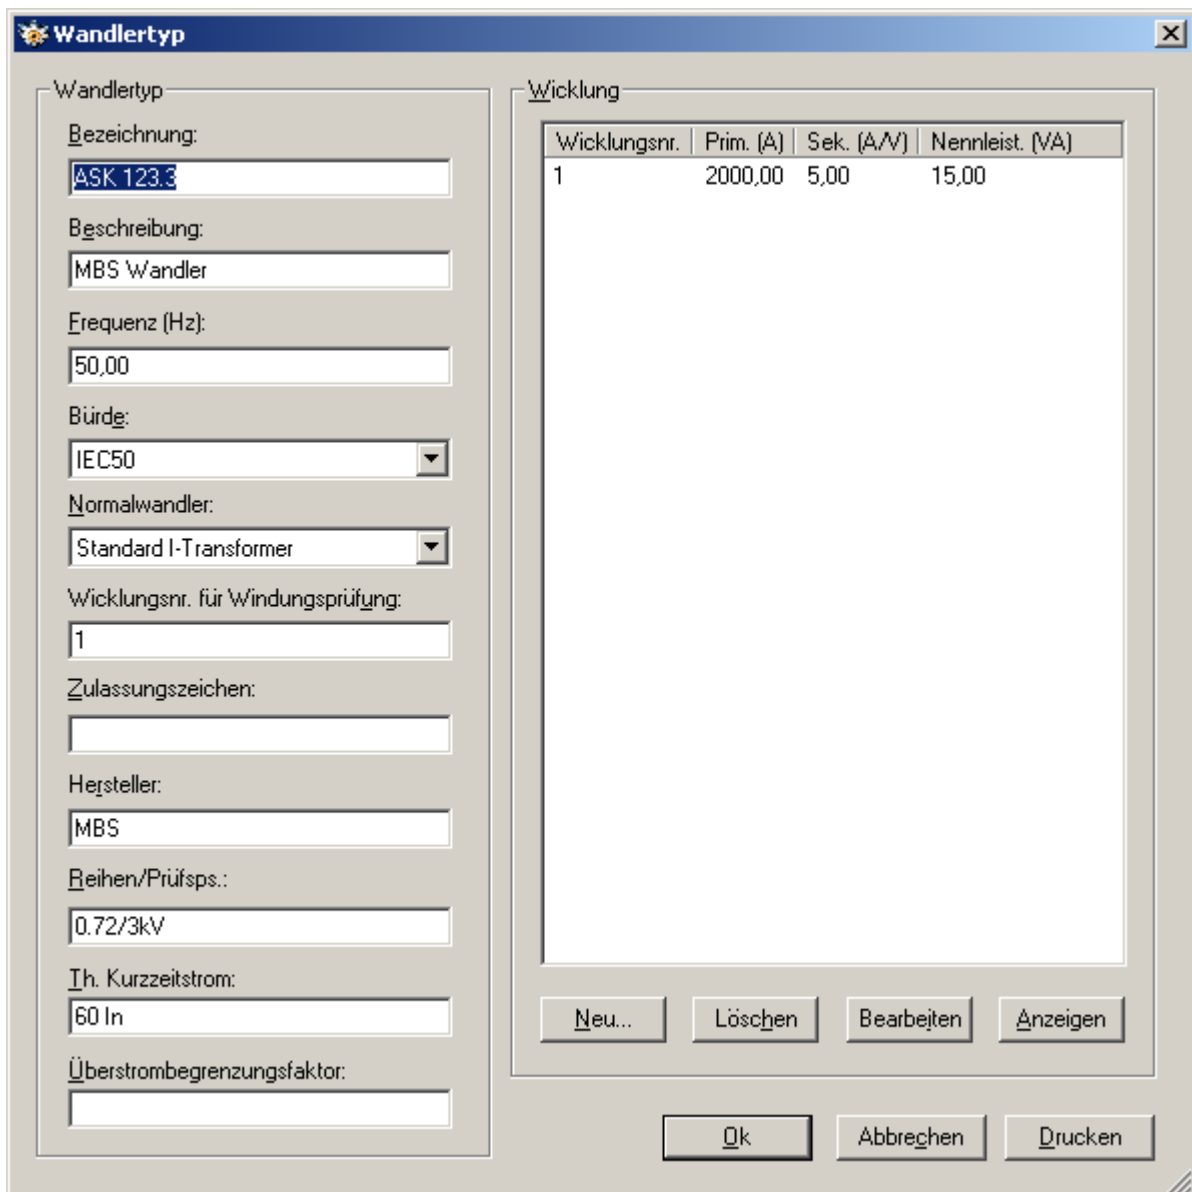 Wandlertyp
Wandlertyp
Bezeichnung:
ASK 123.3
Beschreibung:
MBS Wandler
Frequenz (Hz):
50,00
Bürde:
IEC50
Normalwandler:
Standard I-Transformer
Wicklungsnr. für Windungsprüfung:
1
Zulassungszeichen:
Hersteller:
MBS
Reihen/Prüfsps.:
0.72/3kV
Th. Kurzzeitstrom:
60 In
Überstrombegrenzungsfaktor:
Wicklung
Wicklungsnr. Prim. (A) Sek. (A/V) Nennleist. (VA)
1 2000,00 5,00 15,00
Neu... Löschen Bearbeiten Anzeigen
Ok Abbrechen Drucken